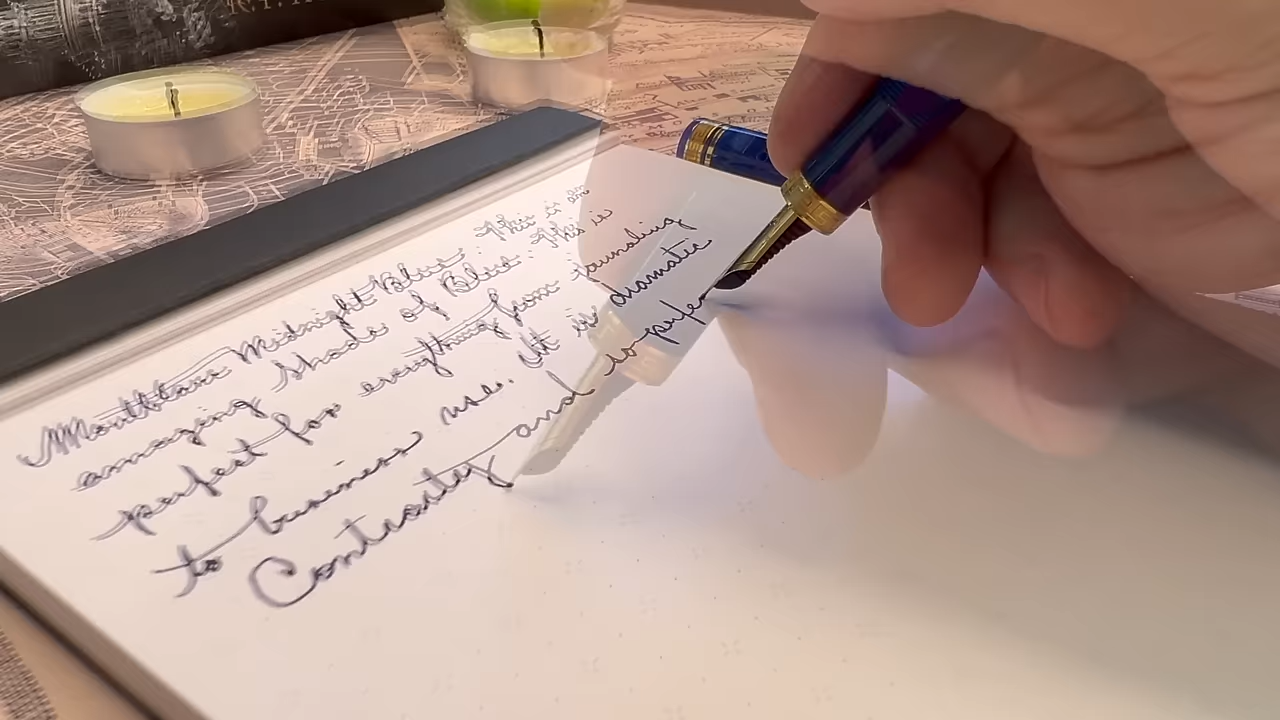 Montblanc Midnight Blue: This is an
amazing Shade of Blue. This is
perfect for everything from journaling
to business use. It is dramatic
Contrasty and so perfe